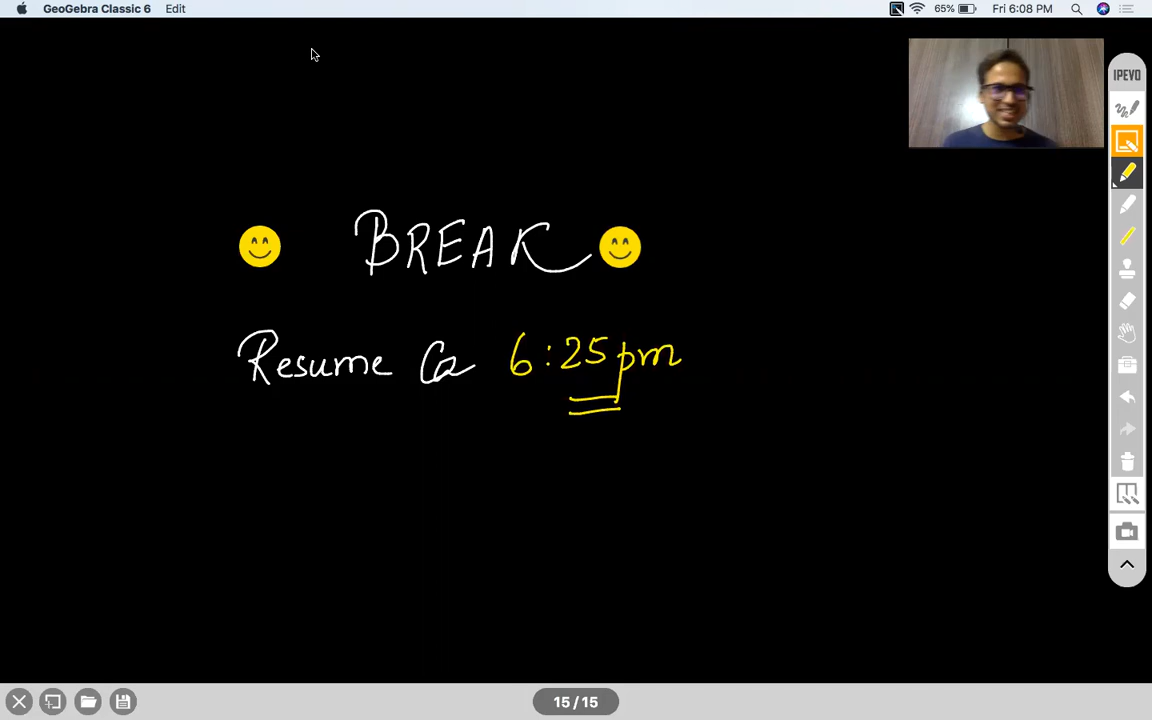 GeoGebra Classic 6 Edit 65% Fri 6:08 PM
IPEVO
BREAK
Resume @ 6:25 pm
15 / 15